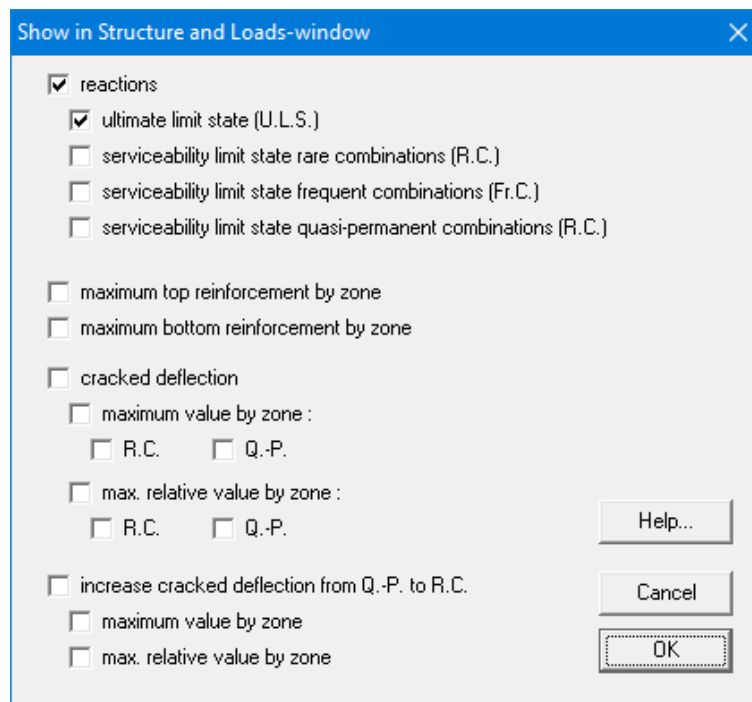 Show in Structure and Loads-window
reactions
ultimate limit state (U.L.S.)
serviceability limit state rare combinations (R.C.)
serviceability limit state frequent combinations (Fr.C.)
serviceability limit state quasi-permanent combinations (R.C.)
maximum top reinforcement by zone
maximum bottom reinforcement by zone
cracked deflection
maximum value by zone :
R.C. Q.-P.
max. relative value by zone :
R.C. Q.-P.
Help...
increase cracked deflection from Q.-P. to R.C.
Cancel
maximum value by zone
max. relative value by zone
OK